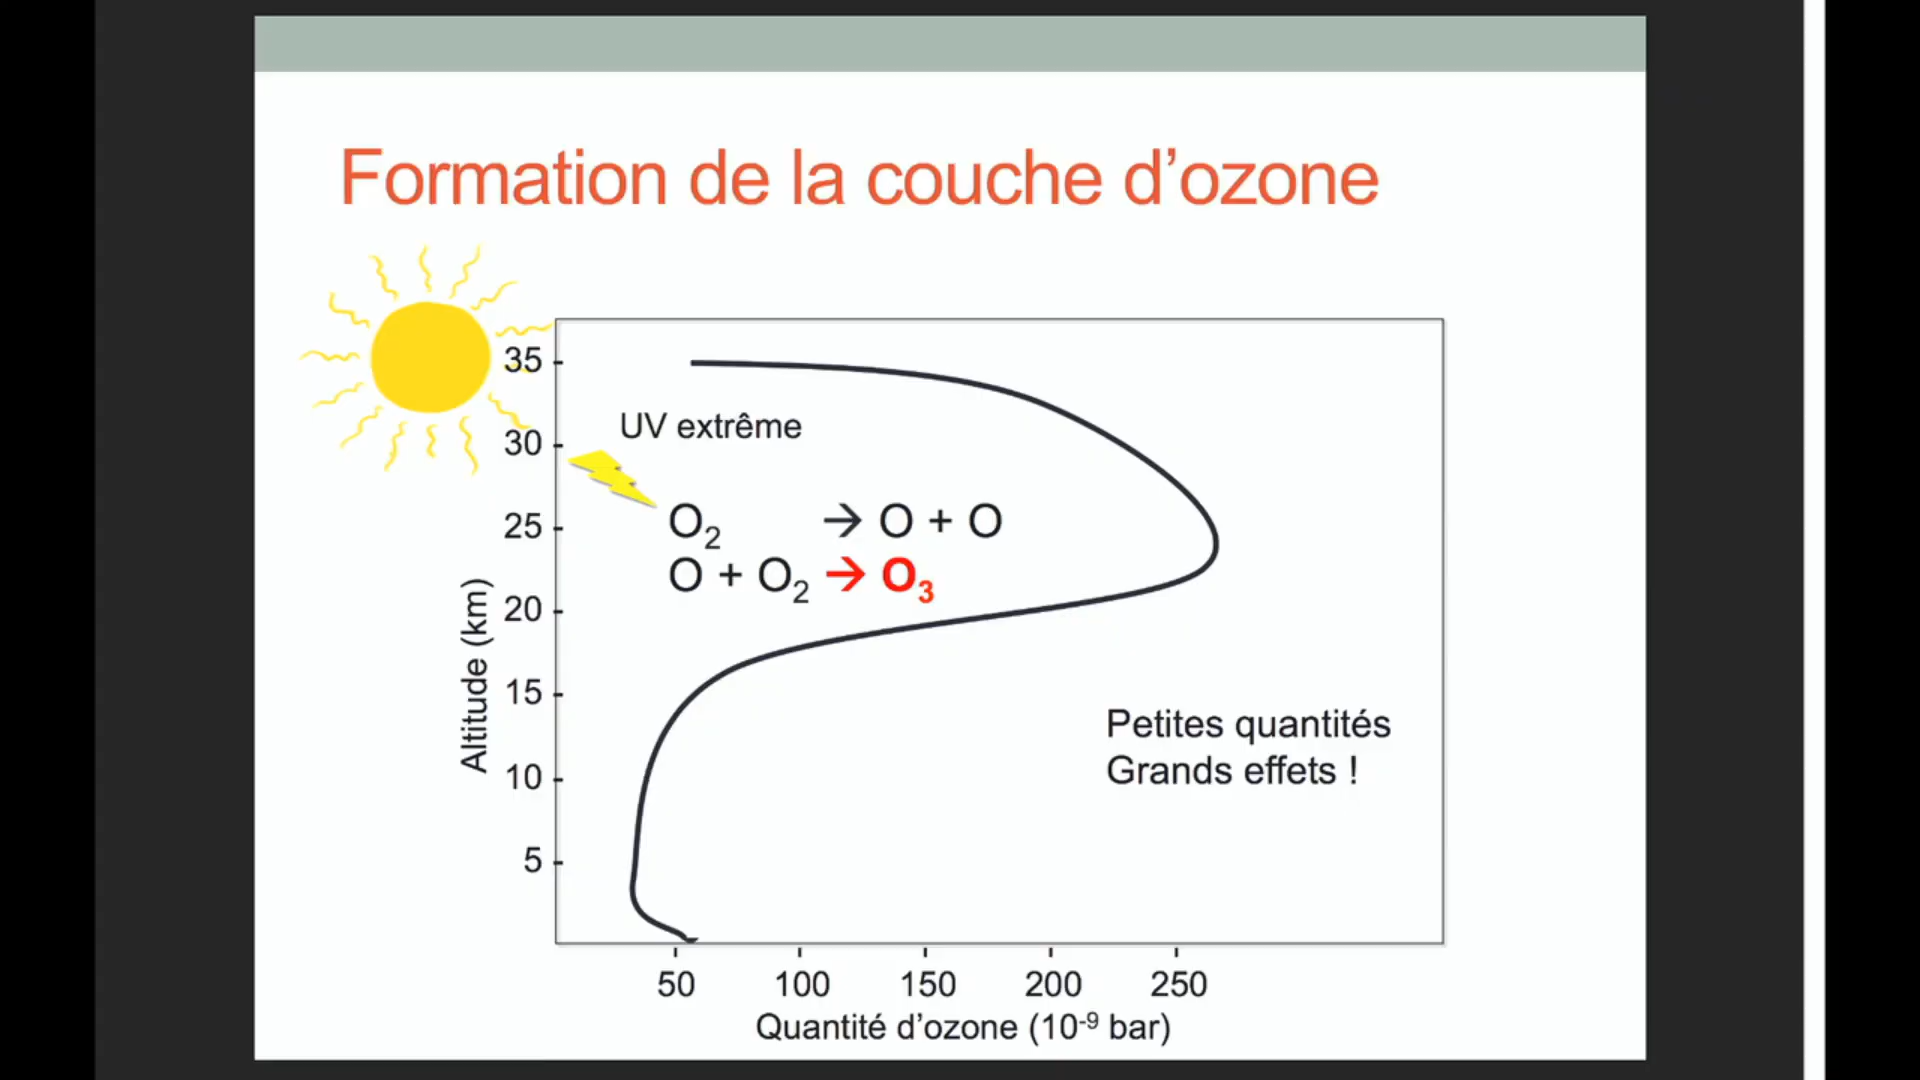 Formation de la couche d’ozone
35
UV extrême
30
O₂ → O + O
25
O + O₂ → O₃
20
Altitude (km)
15
Petites quantités
Grands effets !
10
5
50 100 150 200 250
Quantité d’ozone (10⁻⁹ bar)